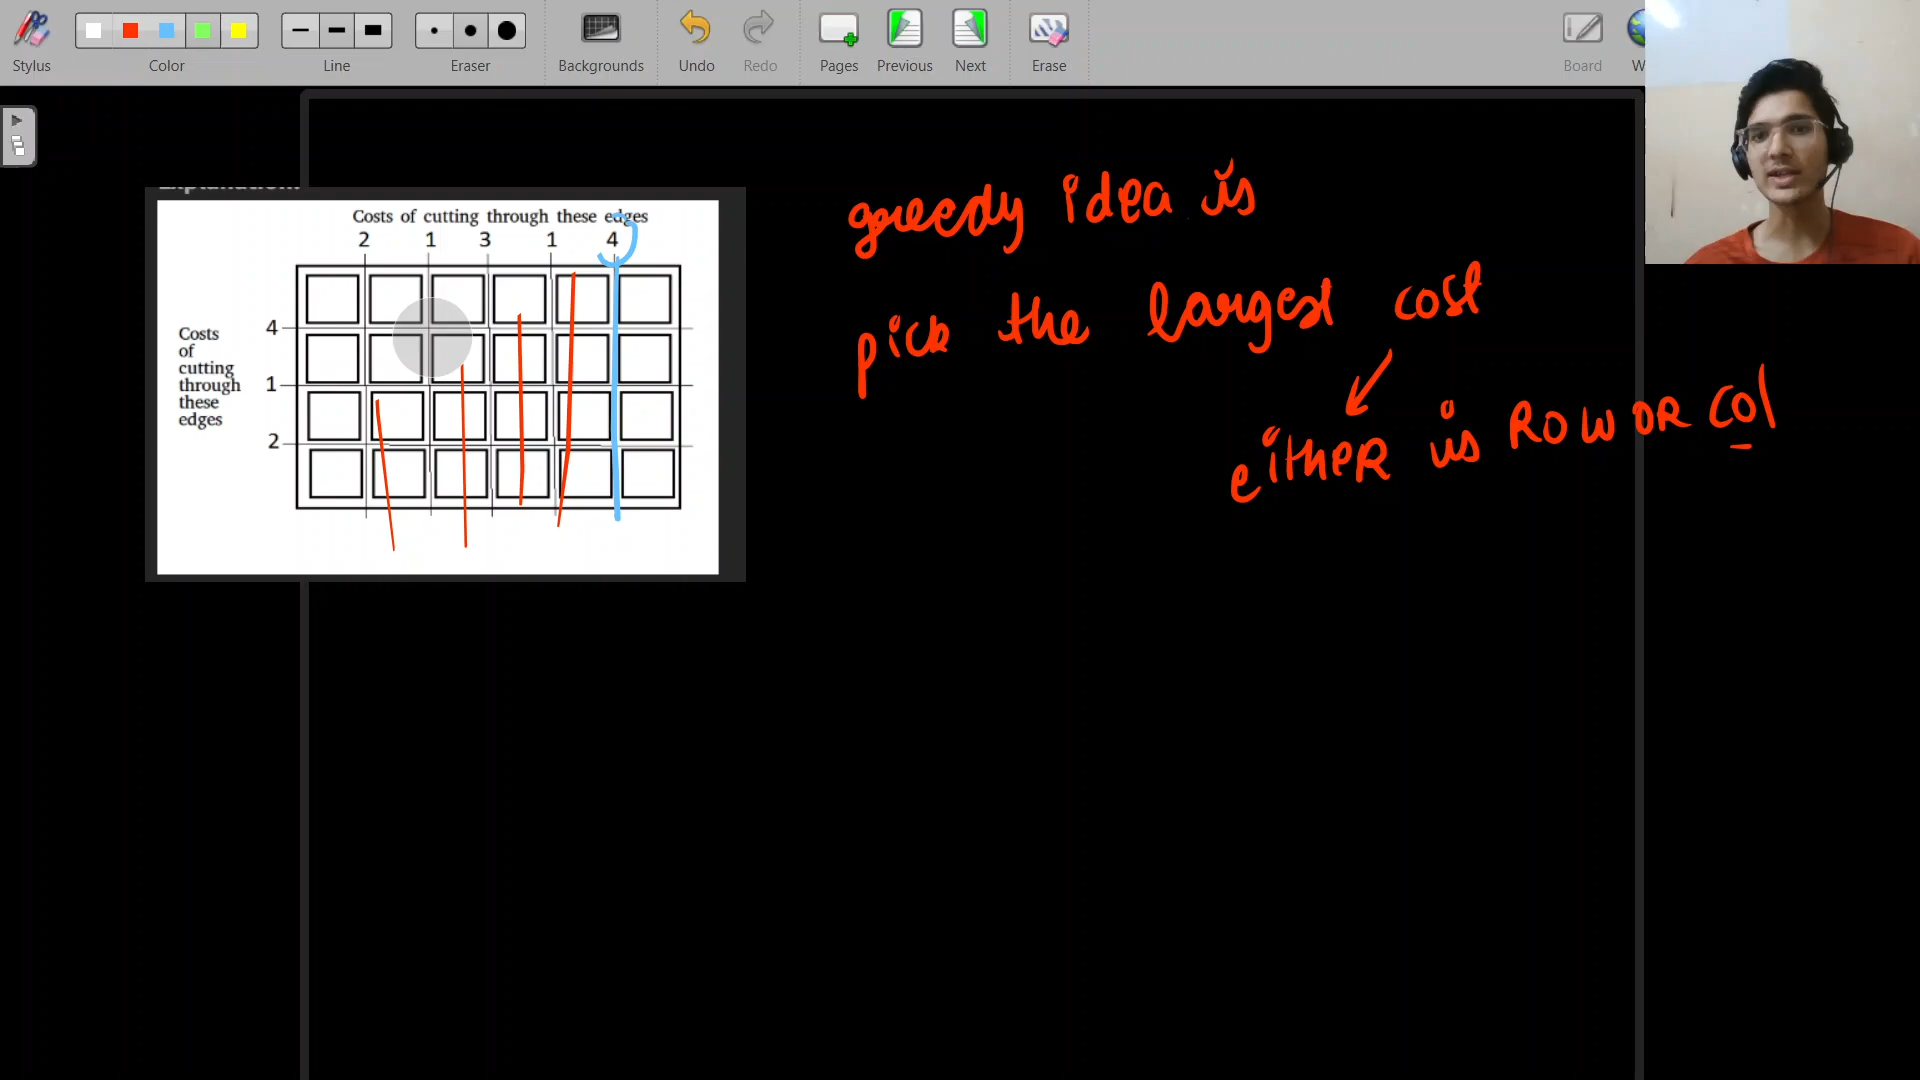 Stylus
Color
Line
Eraser
Backgrounds
Undo
Redo
Pages
Previous
Next
Erase
Board
W
Explanation:
Costs of cutting through these edges
2 1 3 1 4
Costs
of
cutting
through
these
edges
4
1
2
greedy idea is
pick the largest cost
either is ROW OR COl